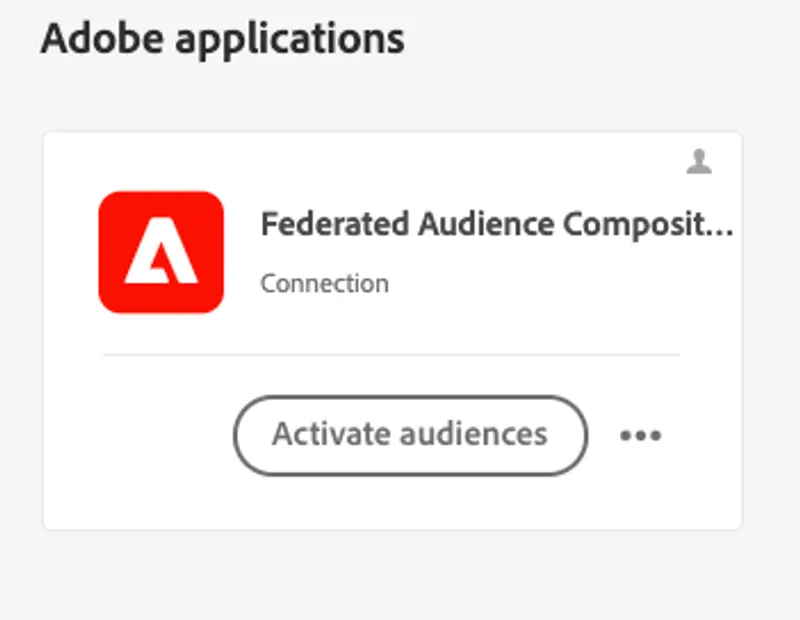 Adobe applications
Federated Audience Composit...
Connection
Activate audiences